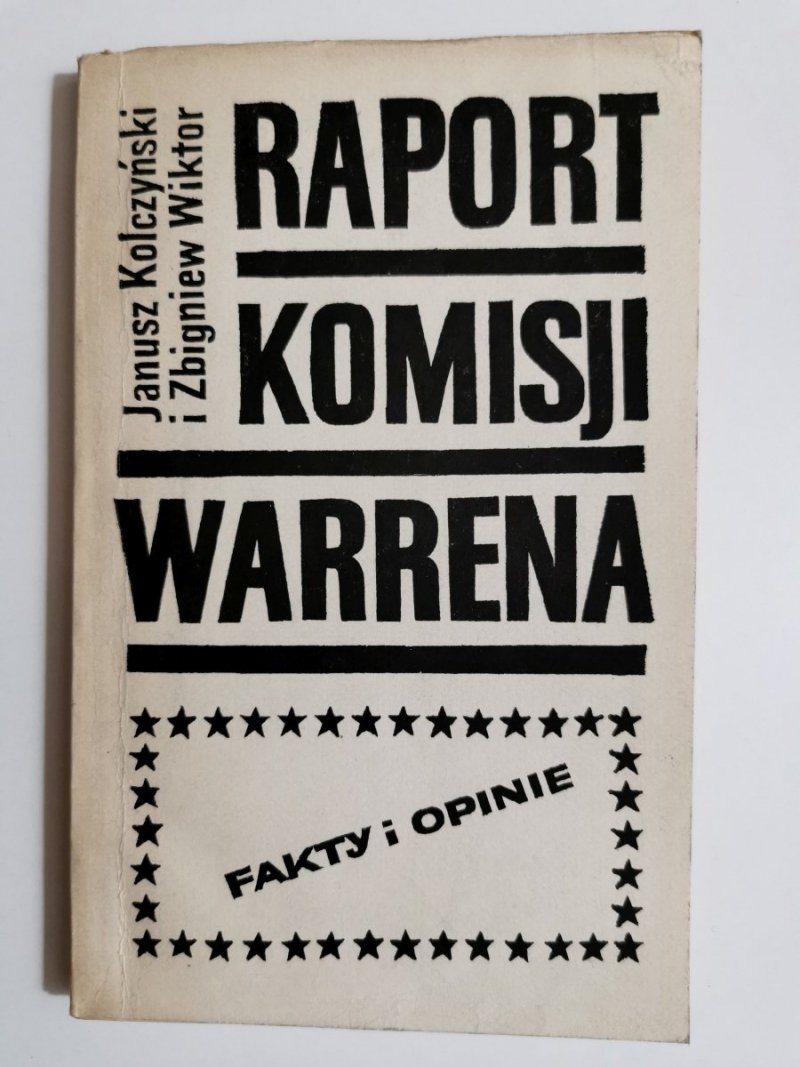 Janusz Kolczyński
i Zbigniew Wiktor
RAPORT
KOMISJI
WARRENA
FAKTY i OPINIE